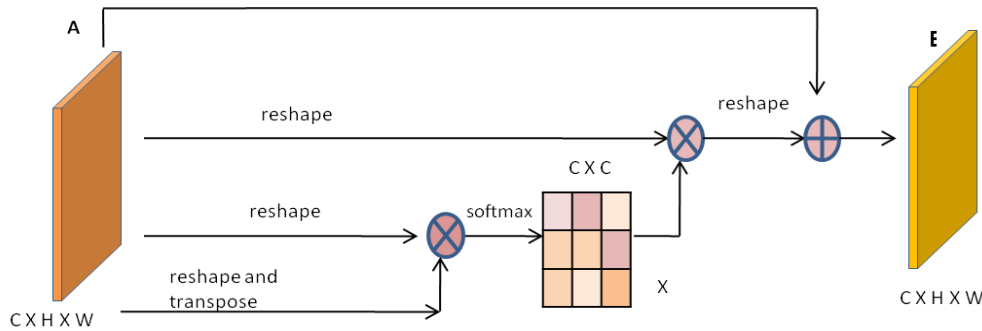 A
E
reshape
reshape
C X C
reshape
softmax
reshape and
transpose
X
C X H X W
C X H X W